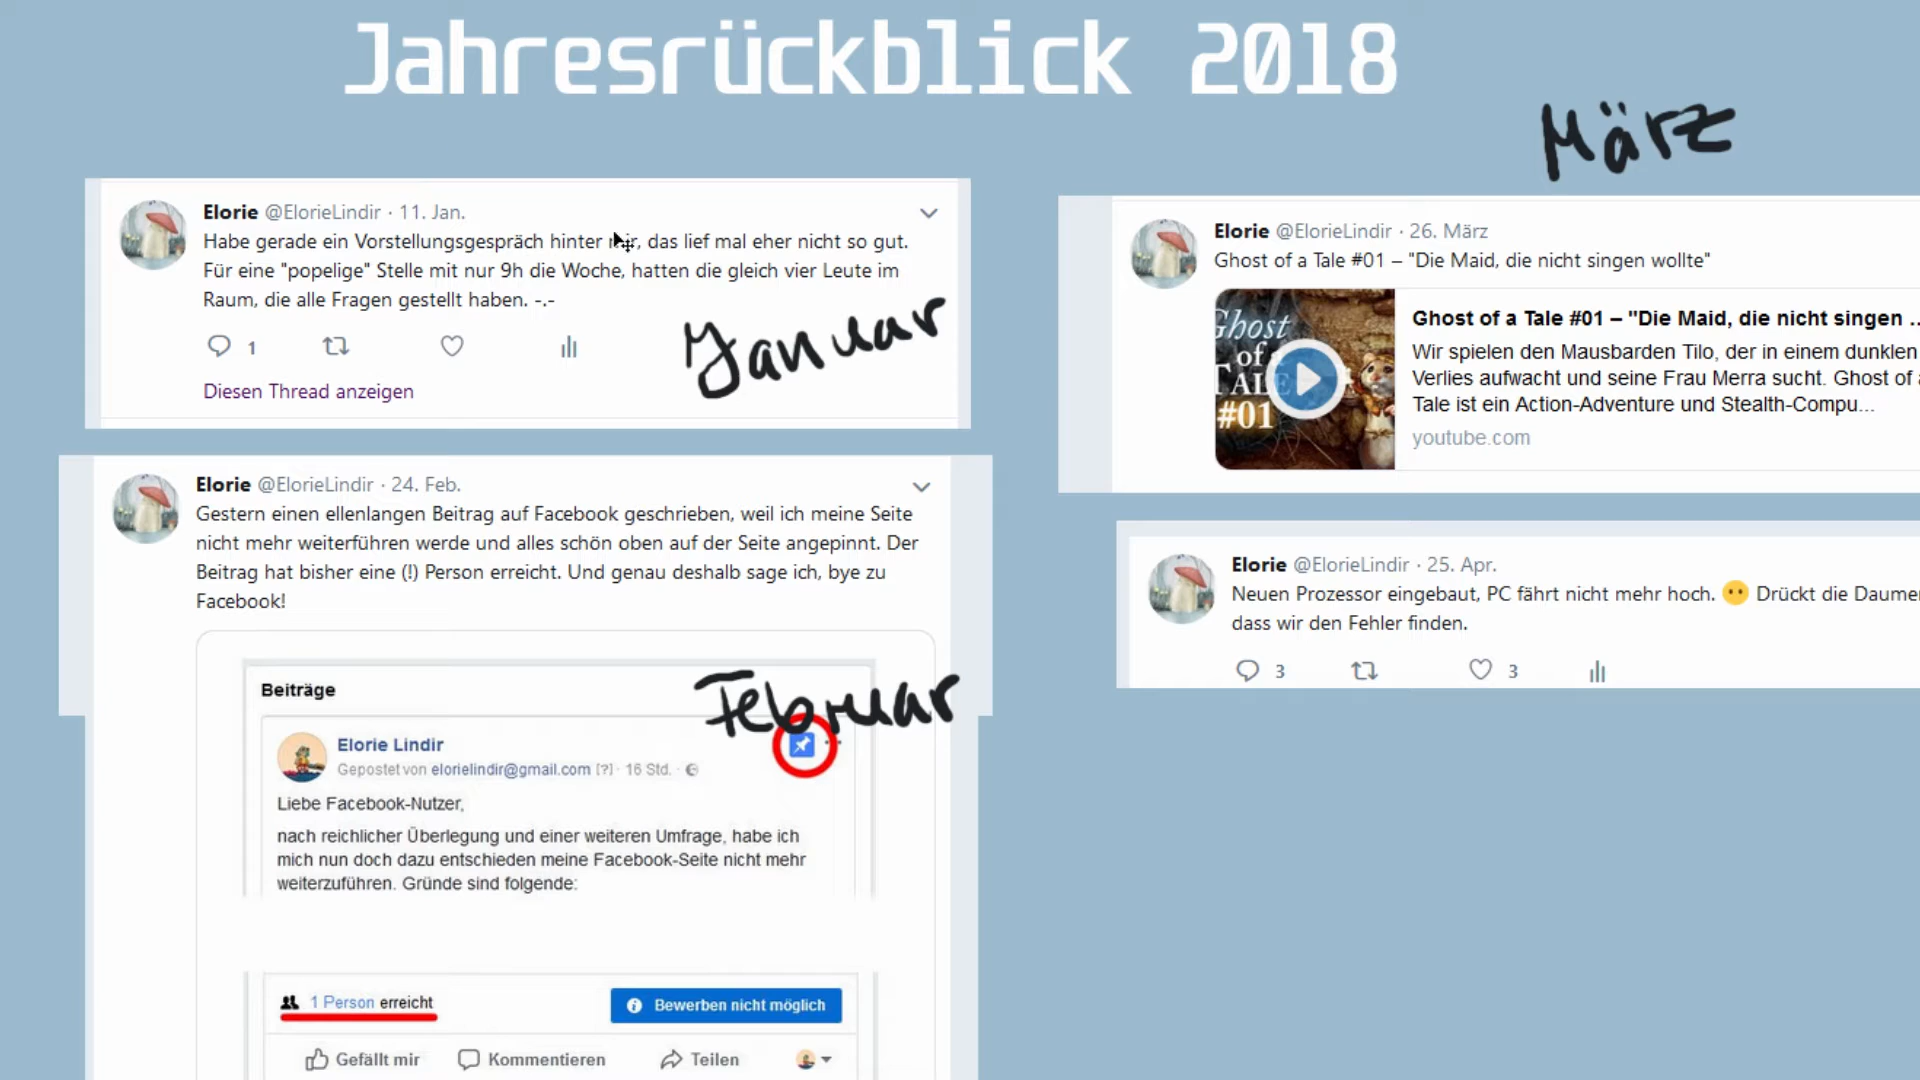 Jahresrückblick 2018
Elorie @ElorieLindir · 11. Jan.
Habe gerade ein Vorstellungsgespräch hinter mir, das lief mal eher nicht so gut.
Für eine "popelige" Stelle mit nur 9h die Woche, hatten die gleich vier Leute im
Raum, die alle Fragen gestellt haben. -.-
1
Diesen Thread anzeigen
Januar
Elorie @ElorieLindir · 24. Feb.
Gestern einen ellenlangen Beitrag auf Facebook geschrieben, weil ich meine Seite
nicht mehr weiterführen werde und alles schön oben auf der Seite angepinnt. Der
Beitrag hat bisher eine (!) Person erreicht. Und genau deshalb sage ich, bye zu
Facebook!
Februar
Beiträge
Elorie Lindir
Gepostet von elorielindir@gmail.com [?] · 16 Std. ·
Liebe Facebook-Nutzer,
nach reichlicher Überlegung und einer weiteren Umfrage, habe ich
mich nun doch dazu entschieden meine Facebook-Seite nicht mehr
weiterzuführen. Gründe sind folgende:
1 Person erreicht
Bewerben nicht möglich
Gefällt mir Kommentieren Teilen
März
Elorie @ElorieLindir · 26. März
Ghost of a Tale #01 – "Die Maid, die nicht singen wollte"
Ghost
of a
TALE
#01
Ghost of a Tale #01 – "Die Maid, die nicht singen ..
Wir spielen den Mausbarden Tilo, der in einem dunklen
Verlies aufwacht und seine Frau Merra sucht. Ghost of a
Tale ist ein Action-Adventure und Stealth-Compu...
youtube.com
Elorie @ElorieLindir · 25. Apr.
Neuen Prozessor eingebaut, PC fährt nicht mehr hoch. 😶 Drückt die Daumen
dass wir den Fehler finden.
3 3